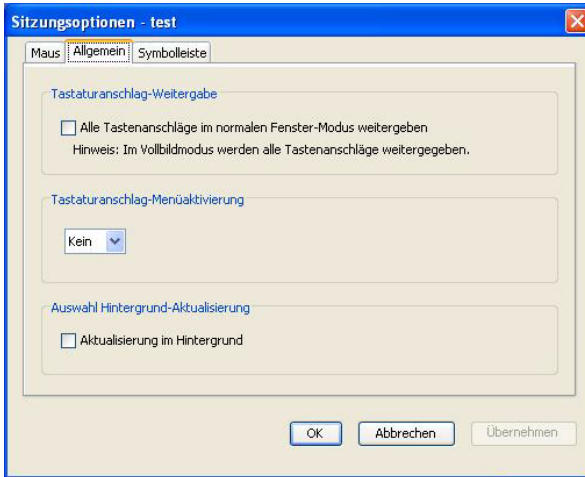 Sitzungsoptionen - test
Maus Allgemein Symbolleiste
Tastaturanschlag-Weitergabe
Alle Tastenanschläge im normalen Fenster-Modus weitergeben
Hinweis: Im Vollbildmodus werden alle Tastenanschläge weitergegeben.
Tastaturanschlag-Menüaktivierung
Kein
Auswahl Hintergrund-Aktualisierung
Aktualisierung im Hintergrund
OK Abbrechen Übernehmen